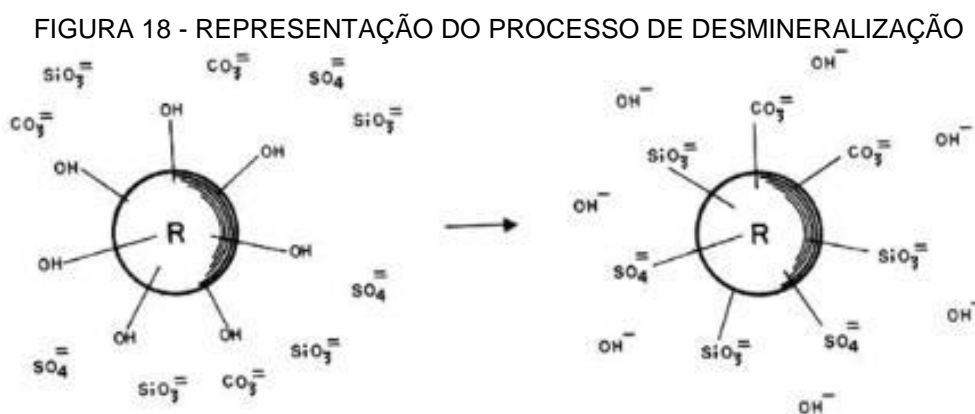 FIGURA 18 - REPRESENTAÇÃO DO PROCESSO DE DESMINERALIZAÇÃO
SiO₃⁼ CO₃⁼ SO₄⁼
CO₃⁼ OH SiO₃⁼
OH OH
R
OH OH
SO₄⁼
OH OH
SO₄⁼ SiO₃⁼
SiO₃⁼ CO₃⁼
OH⁻
OH⁻ CO₃⁼
SiO₃⁼ CO₃⁼ OH⁻
OH⁻
R
SO₄⁼ SiO₃⁼
OH⁻
OH⁻ SiO₃⁼ SO₄⁼
OH⁻